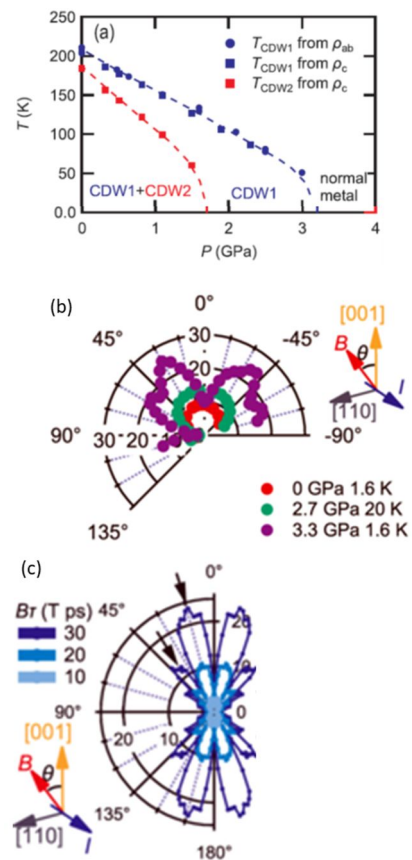 (a)
250
200
150
100
50
0.0
T (K)
T_CDW1 from ρ_ab
T_CDW1 from ρ_c
T_CDW2 from ρ_c
CDW1+CDW2
CDW1
normal
metal
0 1 2 3 4
P (GPa)
(b)
0°
45°
-45°
30
20
90°
30 20 10
-90°
135°
[001]
B
θ
[110]
I
0 GPa 1.6 K
2.7 GPa 20 K
3.3 GPa 1.6 K
(c)
0°
45°
Bτ (T ps)
30
20
10
20
90°
20
10
0
[001]
B
θ
[1̄10]
I
135°
180°